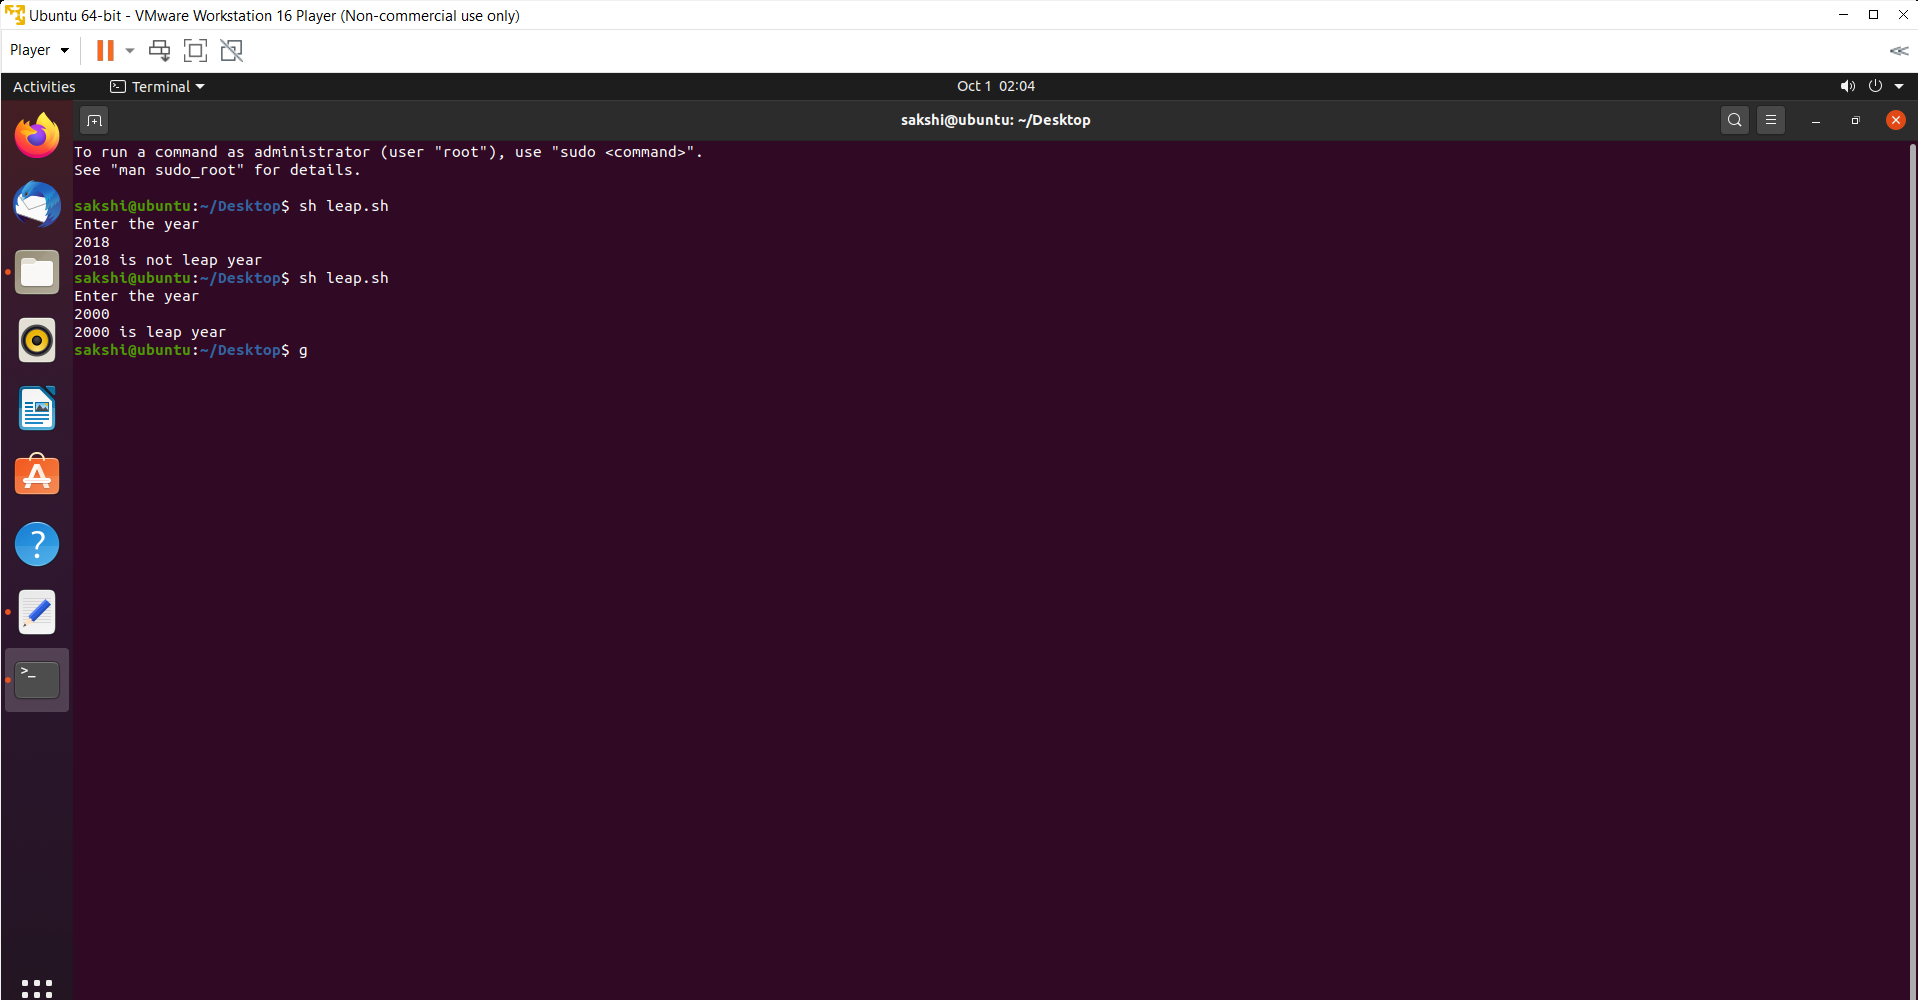 Ubuntu 64-bit - VMware Workstation 16 Player (Non-commercial use only)
Player
Activities Terminal Oct 1 02:04
sakshi@ubuntu: ~/Desktop
To run a command as administrator (user "root"), use "sudo <command>".
See "man sudo_root" for details.
sakshi@ubuntu:~/Desktop$ sh leap.sh
Enter the year
2018
2018 is not leap year
sakshi@ubuntu:~/Desktop$ sh leap.sh
Enter the year
2000
2000 is leap year
sakshi@ubuntu:~/Desktop$ g